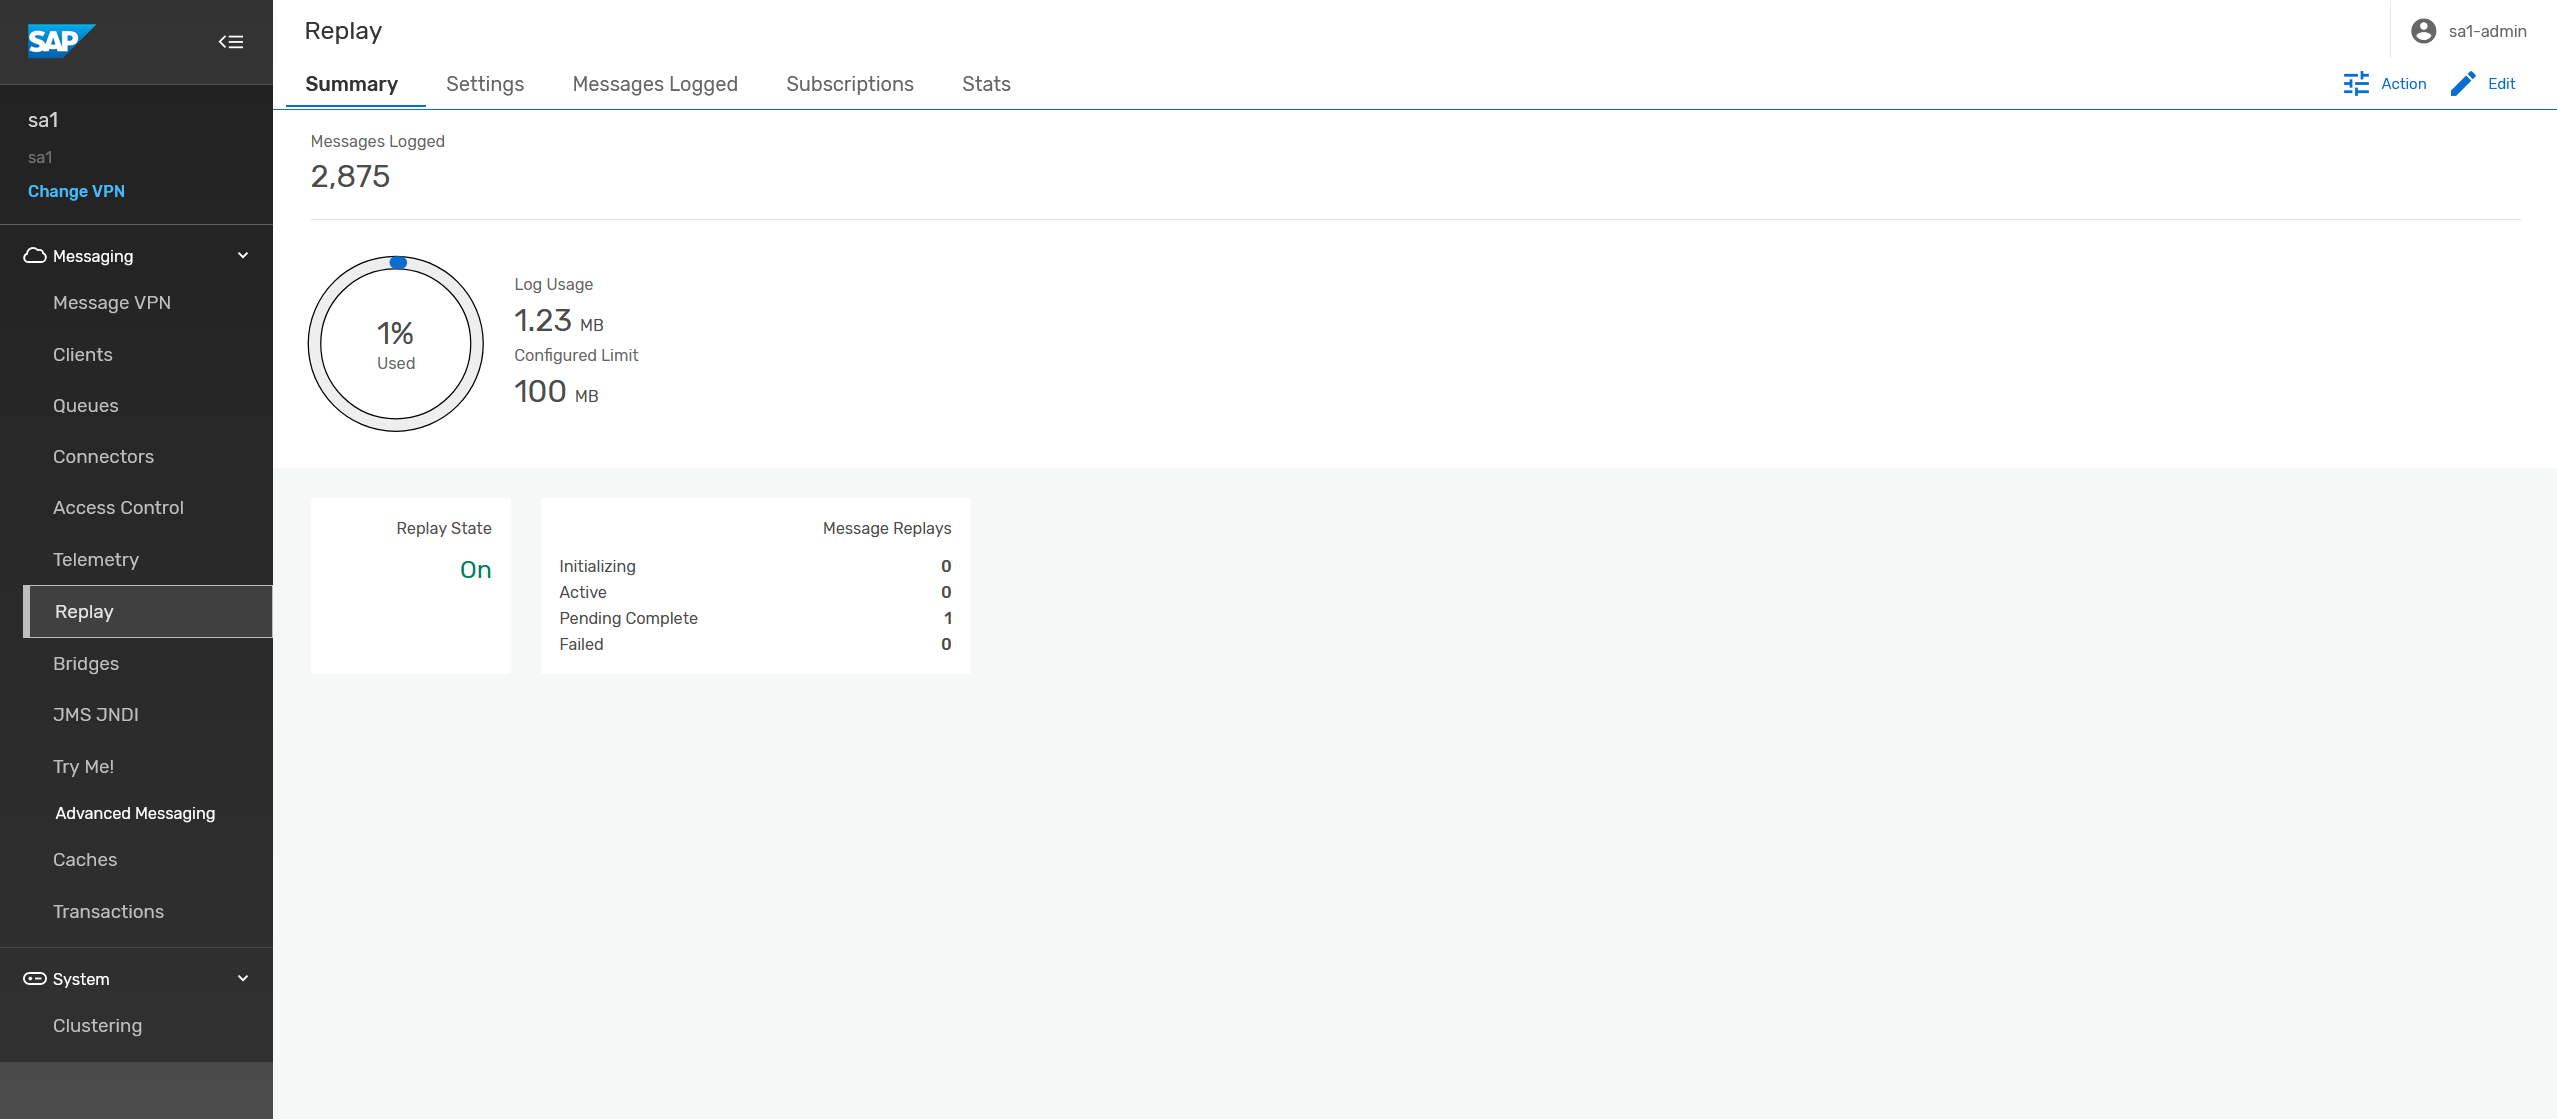 SAP
sa1
sa1
Change VPN
Messaging
Message VPN
Clients
Queues
Connectors
Access Control
Telemetry
Replay
Bridges
JMS JNDI
Try Me!
Advanced Messaging
Caches
Transactions
System
Clustering
Replay
sa1-admin
Summary Settings Messages Logged Subscriptions Stats
Action Edit
Messages Logged
2,875
1%
Used
Log Usage
1.23 MB
Configured Limit
100 MB
Replay State
On
Message Replays
Initializing 0
Active 0
Pending Complete 1
Failed 0